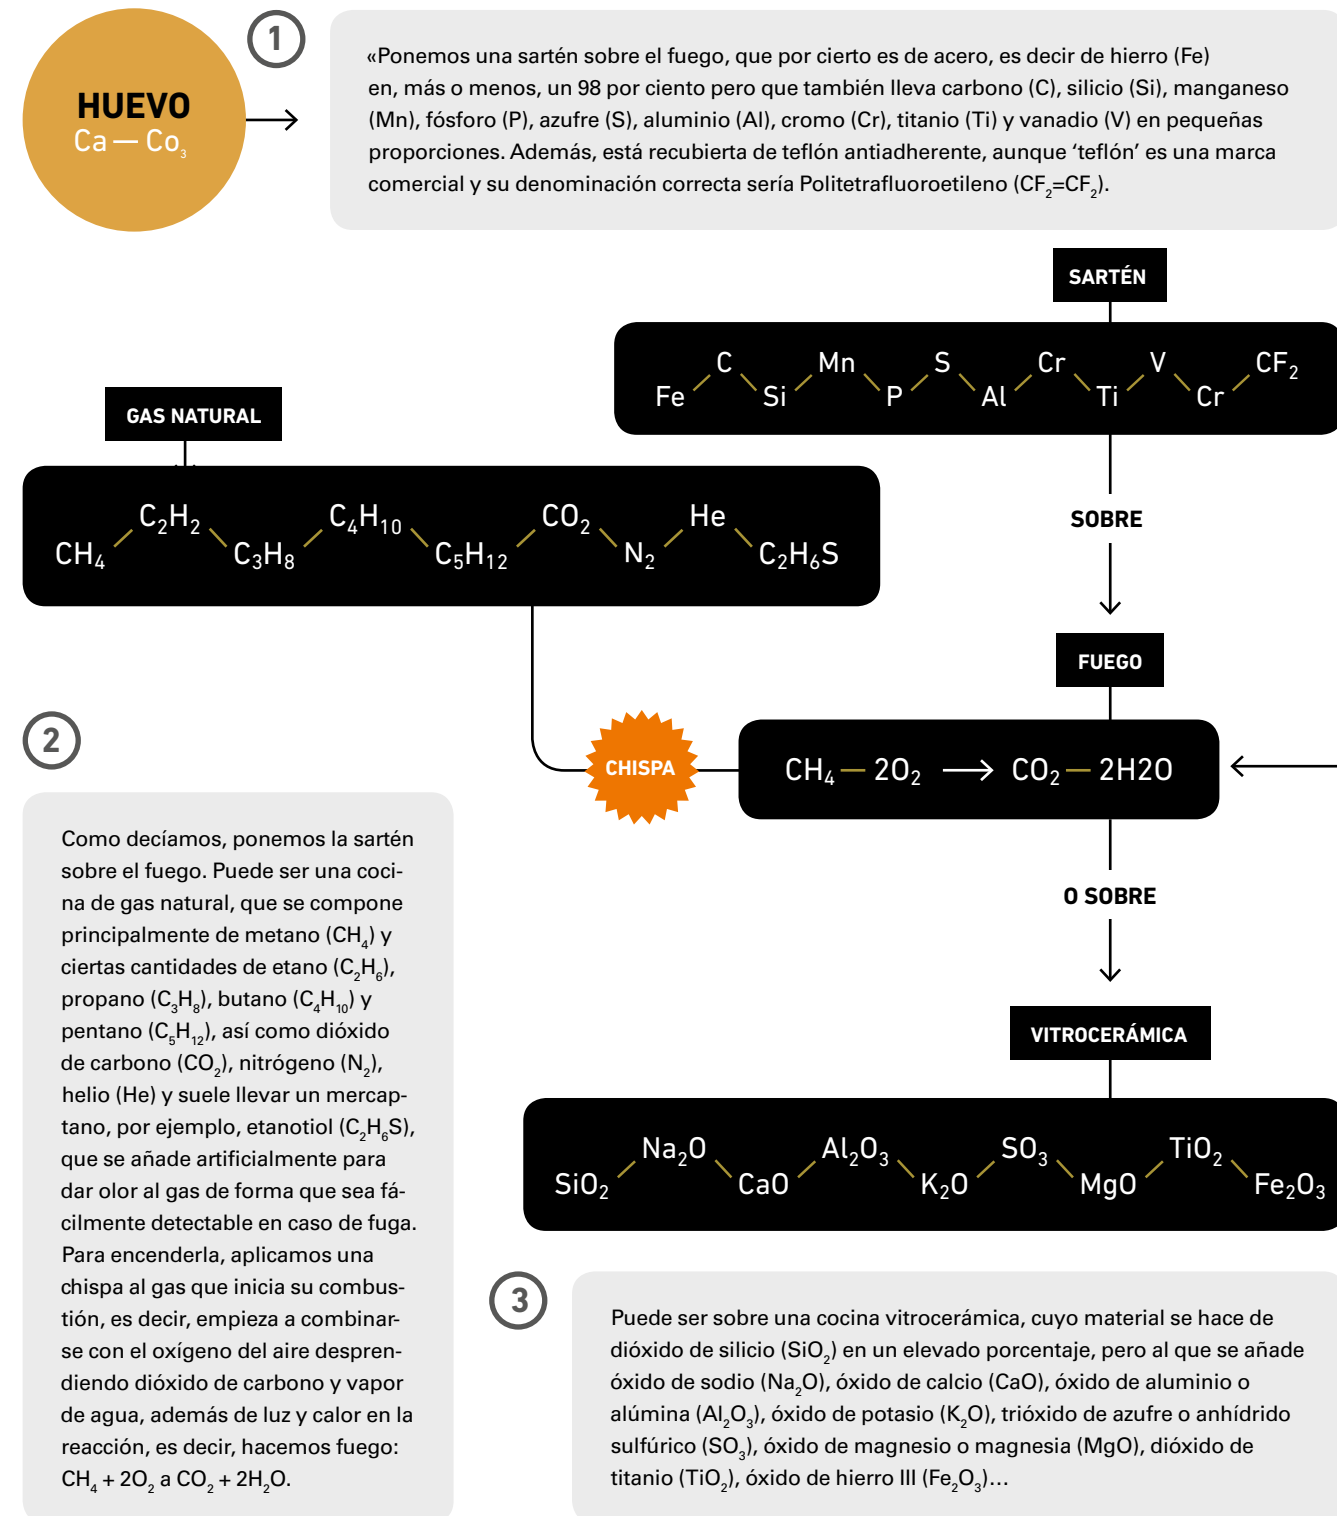 HUEVO
Ca — Co₃
1
«Ponemos una sartén sobre el fuego, que por cierto es de acero, es decir de hierro (Fe)
en, más o menos, un 98 por ciento pero que también lleva carbono (C), silicio (Si), manganeso
(Mn), fósforo (P), azufre (S), aluminio (Al), cromo (Cr), titanio (Ti) y vanadio (V) en pequeñas
proporciones. Además, está recubierta de teflón antiadherente, aunque ‘teflón’ es una marca
comercial y su denominación correcta sería Politetrafluoroetileno (CF₂=CF₂).
SARTÉN
Fe C Si Mn P S Al Cr Ti V Cr CF₂
GAS NATURAL
CH₄ C₂H₂ C₃H₈ C₄H₁₀ C₅H₁₂ CO₂ N₂ He C₂H₆S
SOBRE
FUEGO
CHISPA
CH₄ — 2O₂ → CO₂ — 2H2O
O SOBRE
VITROCERÁMICA
SiO₂ Na₂O CaO Al₂O₃ K₂O SO₃ MgO TiO₂ Fe₂O₃
2
Como decíamos, ponemos la sartén
sobre el fuego. Puede ser una coci-
na de gas natural, que se compone
principalmente de metano (CH₄) y
ciertas cantidades de etano (C₂H₆),
propano (C₃H₈), butano (C₄H₁₀) y
pentano (C₅H₁₂), así como dióxido
de carbono (CO₂), nitrógeno (N₂),
helio (He) y suele llevar un mercap-
tano, por ejemplo, etanotiol (C₂H₆S),
que se añade artificialmente para
dar olor al gas de forma que sea fá-
cilmente detectable en caso de fuga.
Para encenderla, aplicamos una
chispa al gas que inicia su combus-
tión, es decir, empieza a combinar-
se con el oxígeno del aire despren-
diendo dióxido de carbono y vapor
de agua, además de luz y calor en la
reacción, es decir, hacemos fuego:
CH₄ + 2O₂ a CO₂ + 2H₂O.
3
Puede ser sobre una cocina vitrocerámica, cuyo material se hace de
dióxido de silicio (SiO₂) en un elevado porcentaje, pero al que se añade
óxido de sodio (Na₂O), óxido de calcio (CaO), óxido de aluminio o
alúmina (Al₂O₃), óxido de potasio (K₂O), trióxido de azufre o anhídrido
sulfúrico (SO₃), óxido de magnesio o magnesia (MgO), dióxido de
titanio (TiO₂), óxido de hierro III (Fe₂O₃)…